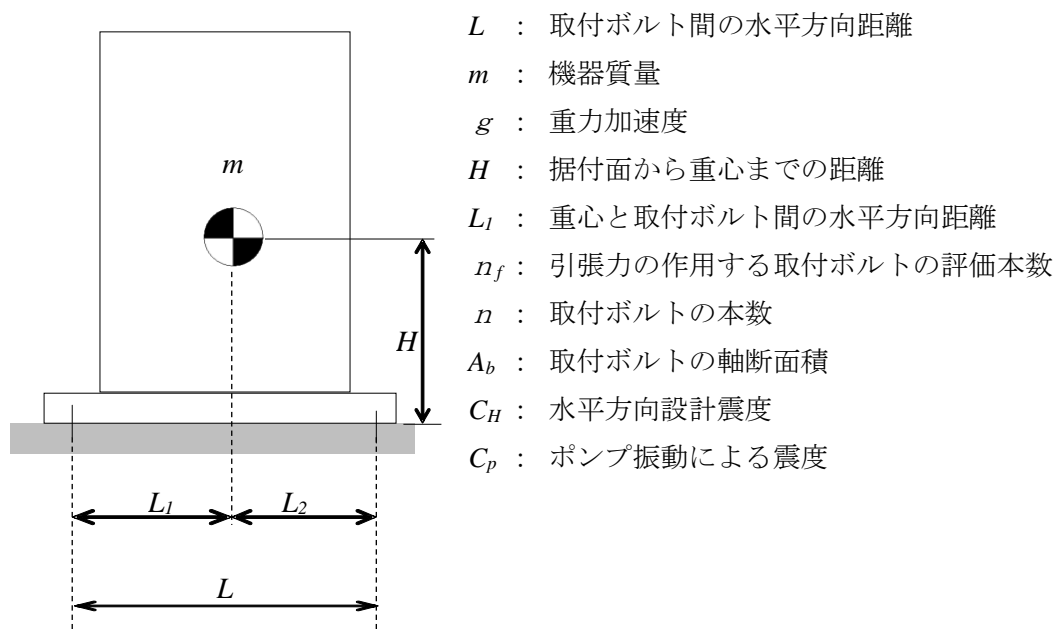 L : 取付ボルト間の水平方向距離
m : 機器質量
g : 重力加速度
H : 据付面から重心までの距離
L1 : 重心と取付ボルト間の水平方向距離
nf : 引張力の作用する取付ボルトの評価本数
n : 取付ボルトの本数
Ab : 取付ボルトの軸断面積
CH : 水平方向設計震度
Cp : ポンプ振動による震度
m
H
L1 L2
L